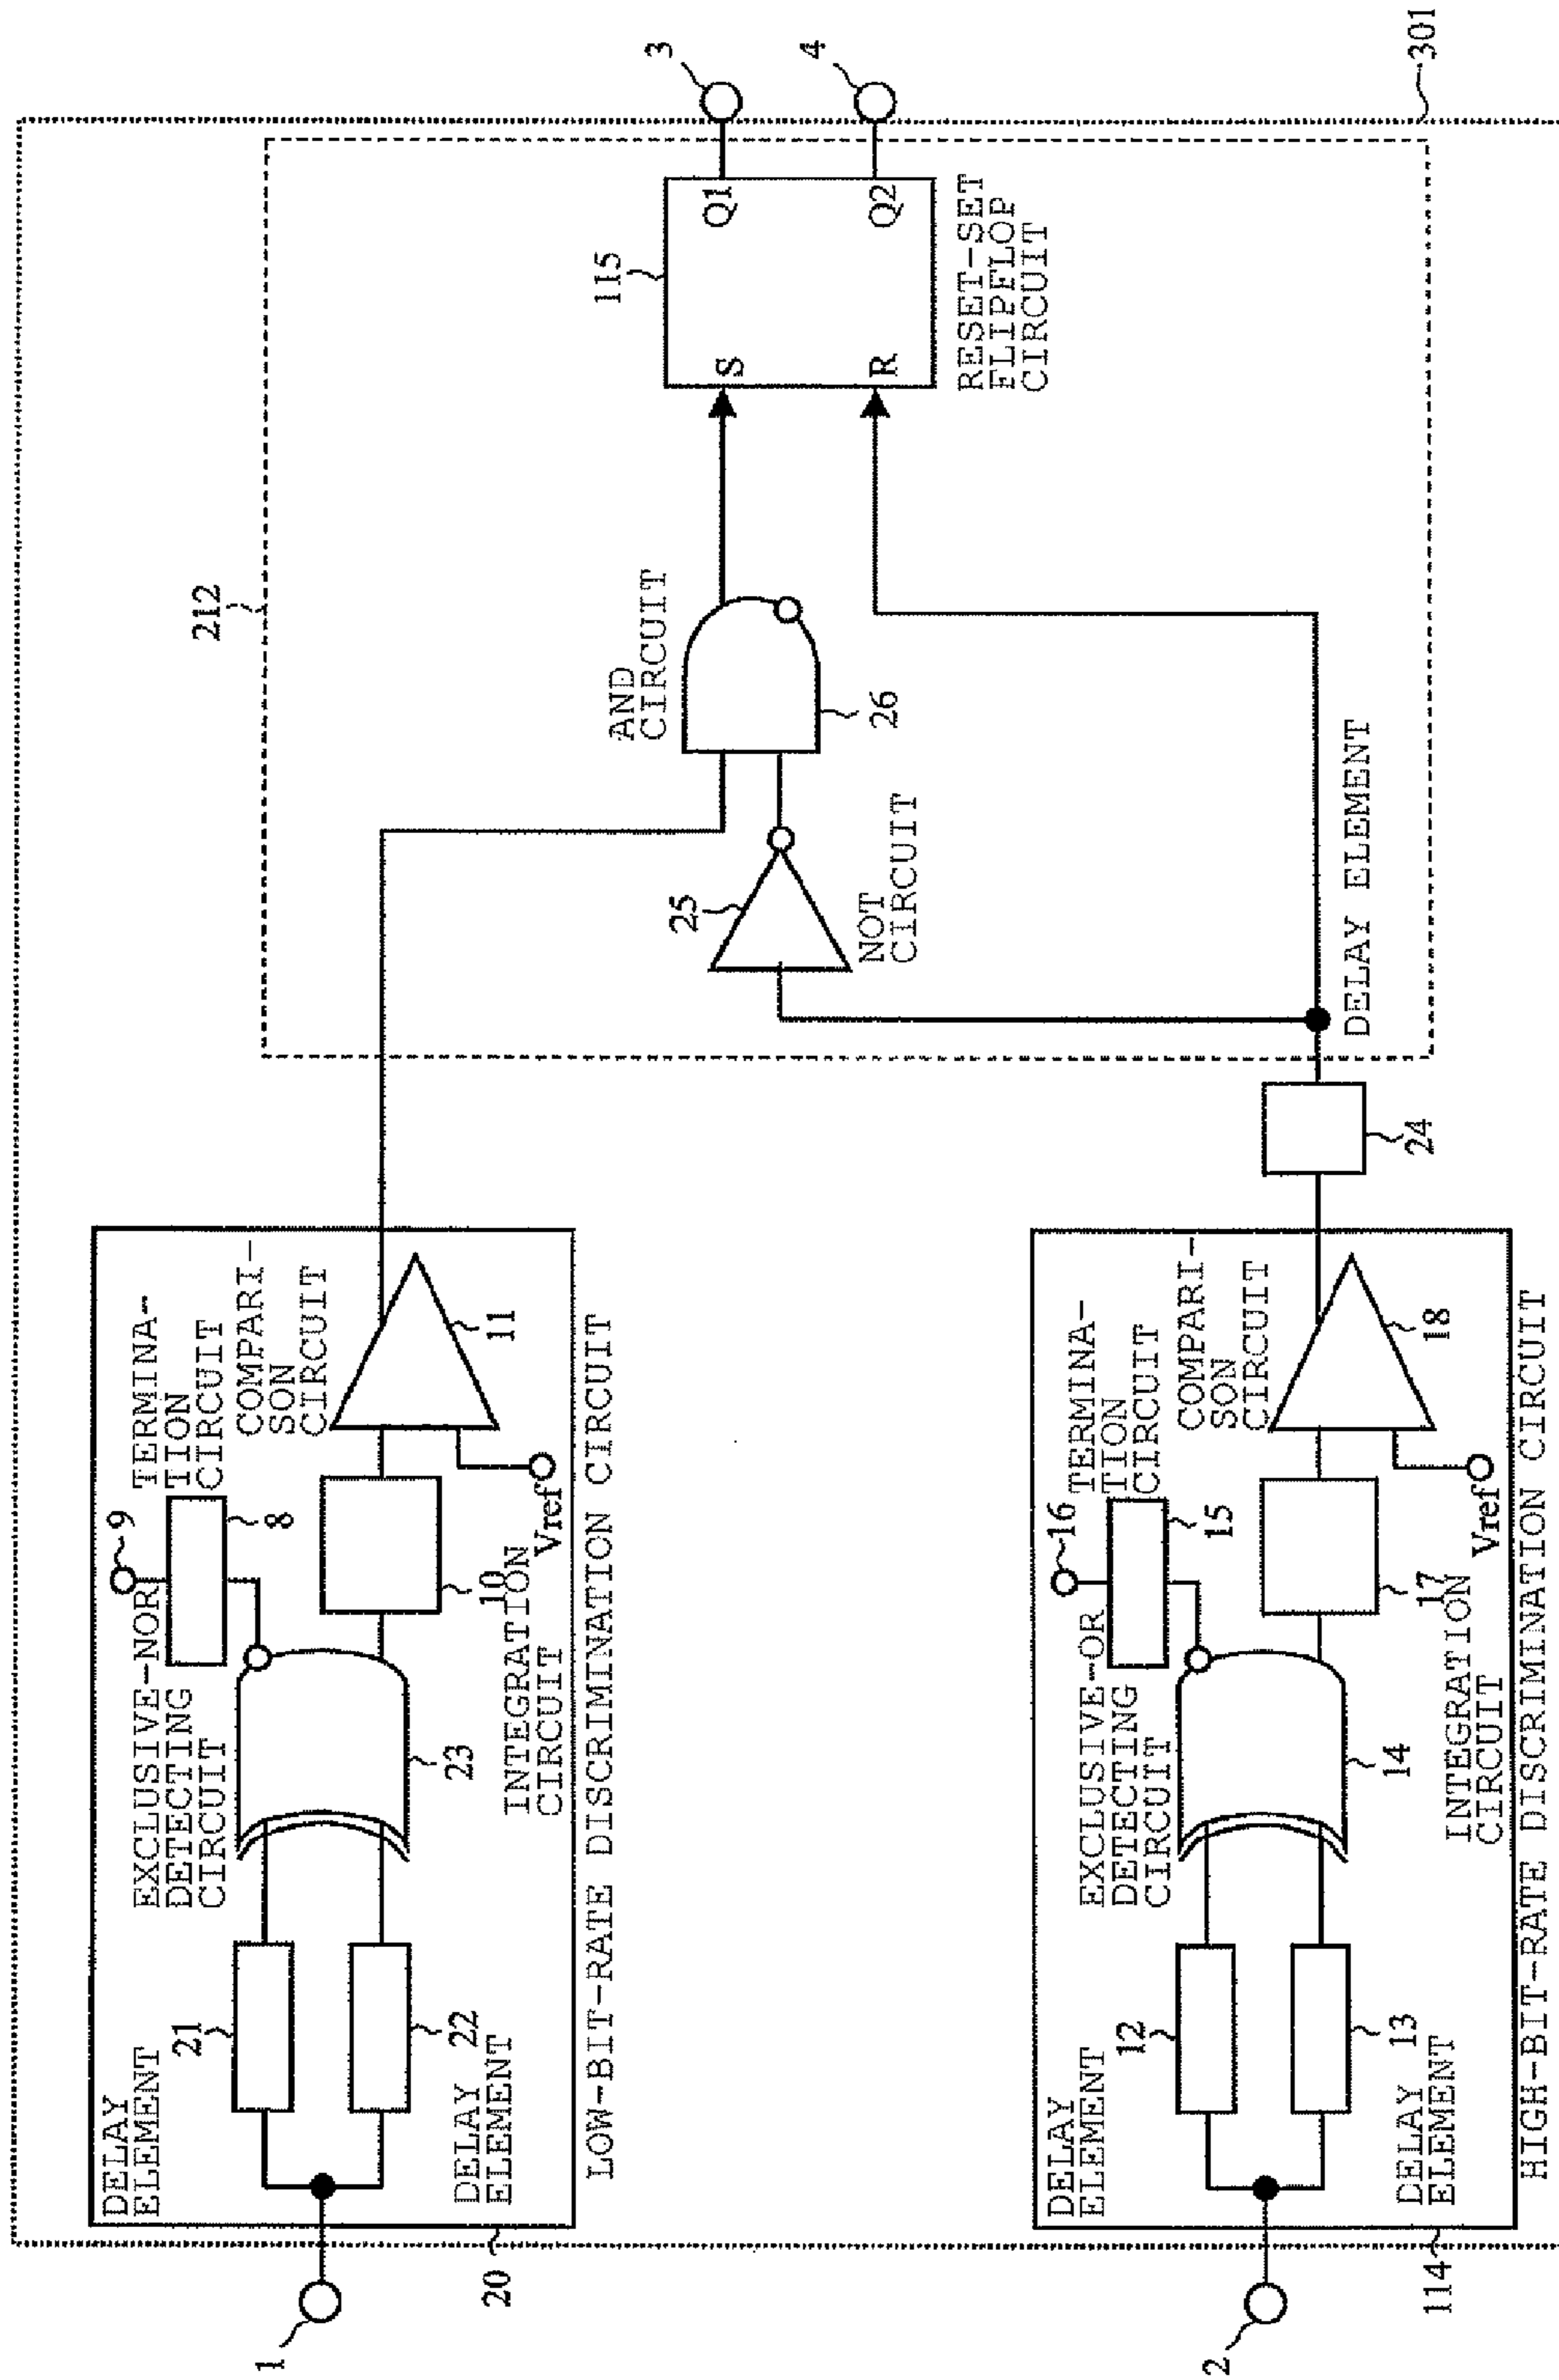 1
2
20
114
DELAY
ELEMENT
21
22
DELAY
ELEMENT
EXCLUSIVE-NOR
DETECTING
CIRCUIT
23
9
8
TERMINA-
TION
CIRCUIT
10
INTEGRATION
CIRCUIT
COMPARI-
SON
CIRCUIT
11
Vref
LOW-BIT-RATE DISCRIMINATION CIRCUIT
DELAY
ELEMENT
12
13
DELAY
ELEMENT
EXCLUSIVE-OR
DETECTING
CIRCUIT
14
16
15
TERMINA-
TION
CIRCUIT
17
INTEGRATION
CIRCUIT
COMPARI-
SON
CIRCUIT
18
Vref
HIGH-BIT-RATE DISCRIMINATION CIRCUIT
24
DELAY ELEMENT
212
25
NOT
CIRCUIT
AND
CIRCUIT
26
115
S
R
Q1
Q2
RESET-SET
FLIPFLOP
CIRCUIT
3
4
301